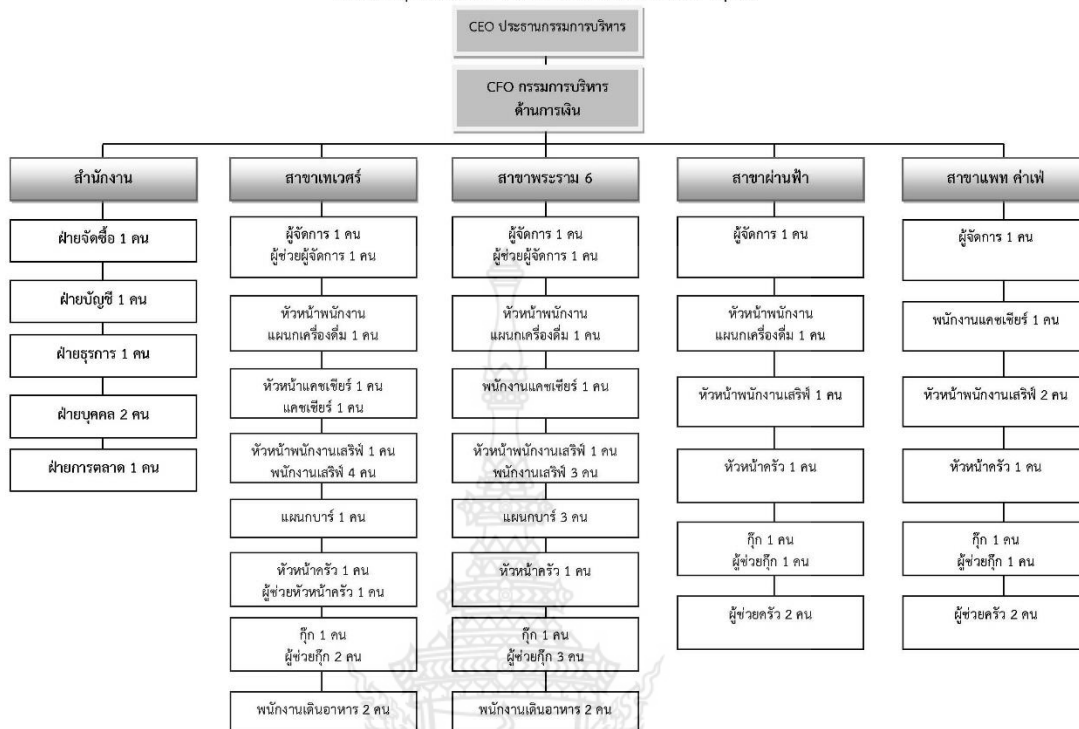 CEO ประธานกรรมการบริหาร
CFO กรรมการบริหาร
ด้านการเงิน
สำนักงาน
ฝ่ายจัดซื้อ 1 คน
ฝ่ายบัญชี 1 คน
ฝ่ายธุรการ 1 คน
ฝ่ายบุคคล 2 คน
ฝ่ายการตลาด 1 คน
สาขาเทเวศร์
ผู้จัดการ 1 คน
ผู้ช่วยผู้จัดการ 1 คน
หัวหน้าพนักงาน
แผนกเครื่องดื่ม 1 คน
หัวหน้าแคชเชียร์ 1 คน
แคชเชียร์ 1 คน
หัวหน้าพนักงานเสริฟ์ 1 คน
พนักงานเสริฟ์ 4 คน
แผนกบาร์ 1 คน
หัวหน้าครัว 1 คน
ผู้ช่วยหัวหน้าครัว 1 คน
กุ๊ก 1 คน
ผู้ช่วยกุ๊ก 2 คน
พนักงานเดินอาหาร 2 คน
สาขาพระราม 6
ผู้จัดการ 1 คน
ผู้ช่วยผู้จัดการ 1 คน
หัวหน้าพนักงาน
แผนกเครื่องดื่ม 1 คน
พนักงานแคชเชียร์ 1 คน
หัวหน้าพนักงานเสริฟ์ 1 คน
พนักงานเสริฟ์ 3 คน
แผนกบาร์ 3 คน
หัวหน้าครัว 1 คน
กุ๊ก 1 คน
ผู้ช่วยกุ๊ก 3 คน
พนักงานเดินอาหาร 2 คน
สาขาผ่านฟ้า
ผู้จัดการ 1 คน
หัวหน้าพนักงาน
แผนกเครื่องดื่ม 1 คน
หัวหน้าพนักงานเสริฟ์ 1 คน
หัวหน้าครัว 1 คน
กุ๊ก 1 คน
ผู้ช่วยกุ๊ก 1 คน
ผู้ช่วยครัว 2 คน
สาขาแพท ค่าเฟ่
ผู้จัดการ 1 คน
พนักงานแคชเชียร์ 1 คน
หัวหน้าพนักงานเสริฟ์ 2 คน
หัวหน้าครัว 1 คน
กุ๊ก 1 คน
ผู้ช่วยกุ๊ก 1 คน
ผู้ช่วยครัว 2 คน